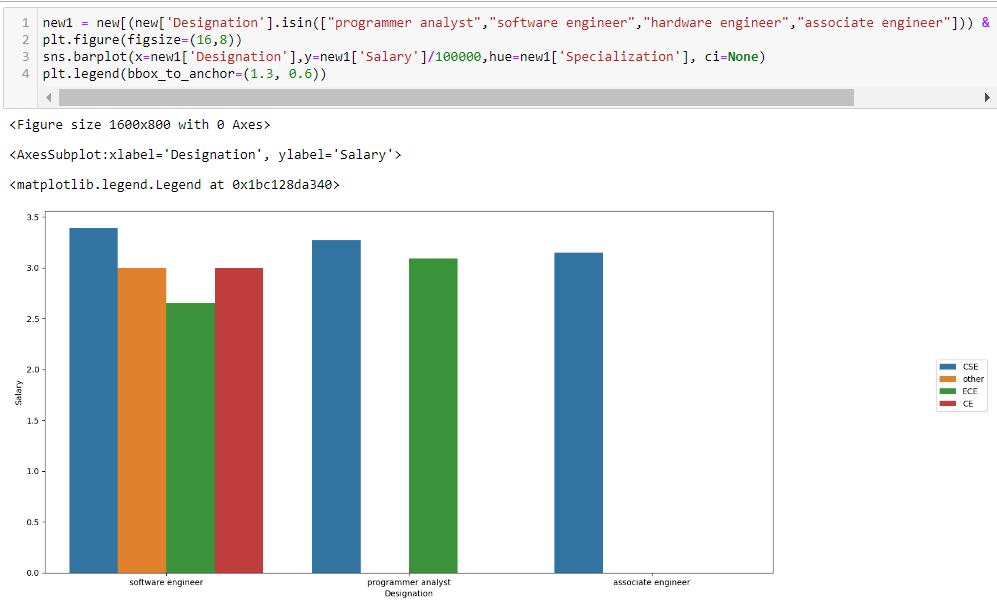 1 new1 = new[(new['Designation'].isin(["programmer analyst","software engineer","hardware engineer","associate engineer"])) &
2 plt.figure(figsize=(16,8))
3 sns.barplot(x=new1['Designation'],y=new1['Salary']/100000,hue=new1['Specialization'], ci=None)
4 plt.legend(bbox_to_anchor=(1.3, 0.6))
<Figure size 1600x800 with 0 Axes>
<AxesSubplot:xlabel='Designation', ylabel='Salary'>
<matplotlib.legend.Legend at 0x1bc128da340>
3.5
3.0
2.5
2.0
1.5
1.0
0.5
0.0
Salary
software engineer
programmer analyst
associate engineer
Designation
CSE
other
ECE
CE